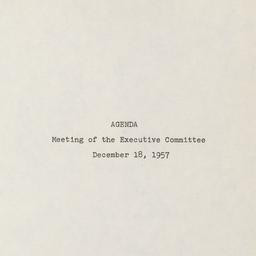 AGENDA
Meeting of the Executive Committee
December 18, 1957